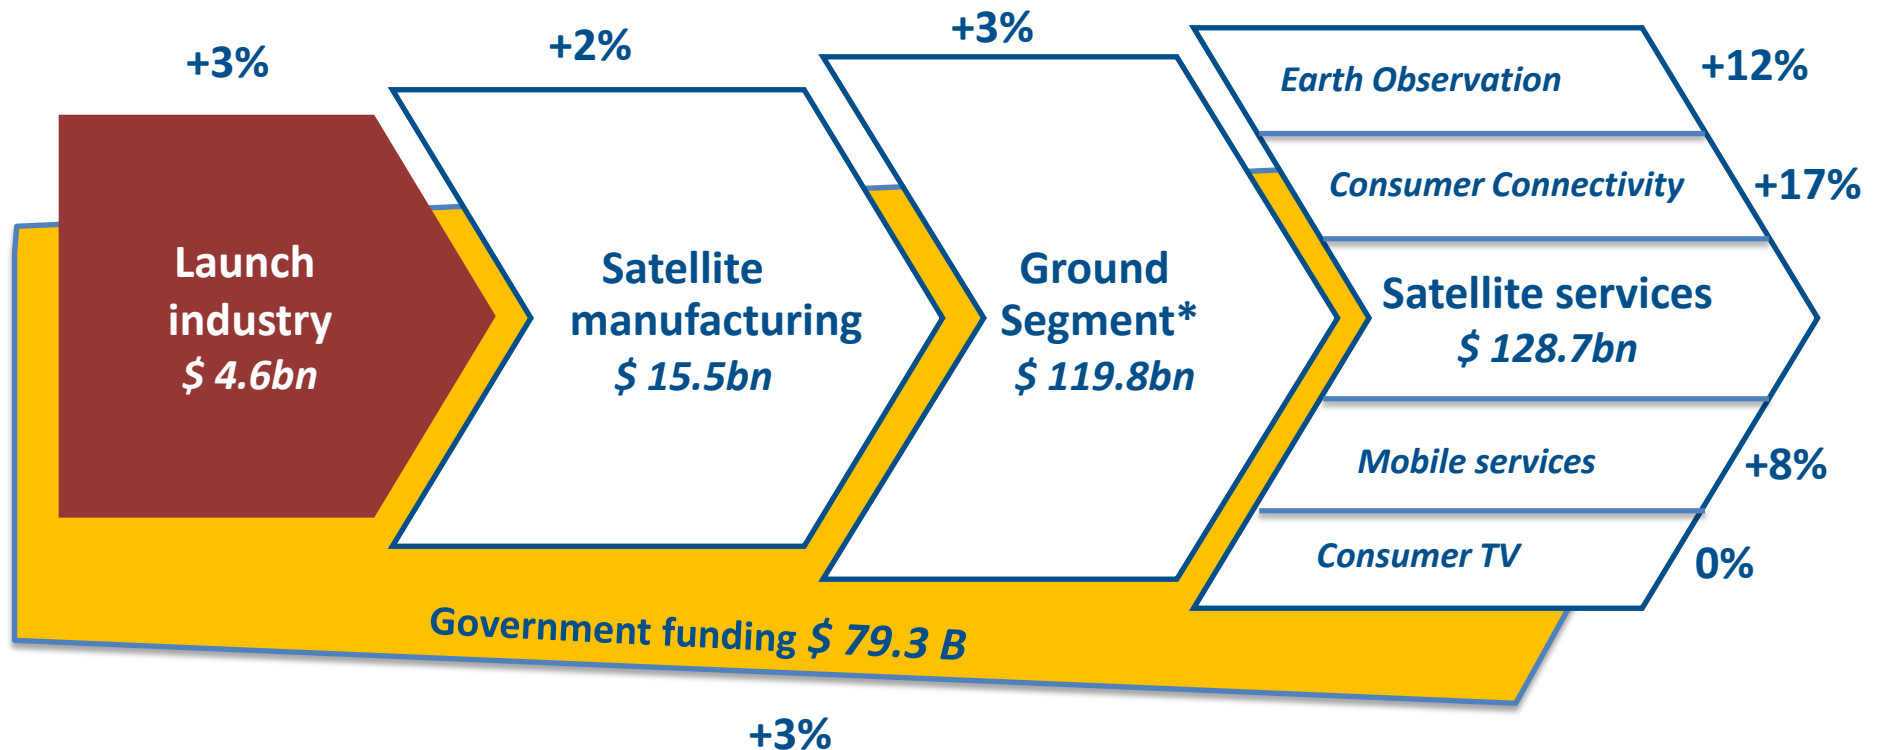 +3%
+2%
+3%
Launch
industry
$ 4.6bn
Satellite
manufacturing
$ 15.5bn
Ground
Segment*
$ 119.8bn
Earth Observation
+12%
Consumer Connectivity
+17%
Satellite services
$ 128.7bn
Mobile services
+8%
Consumer TV
0%
Government funding $ 79.3 B
+3%